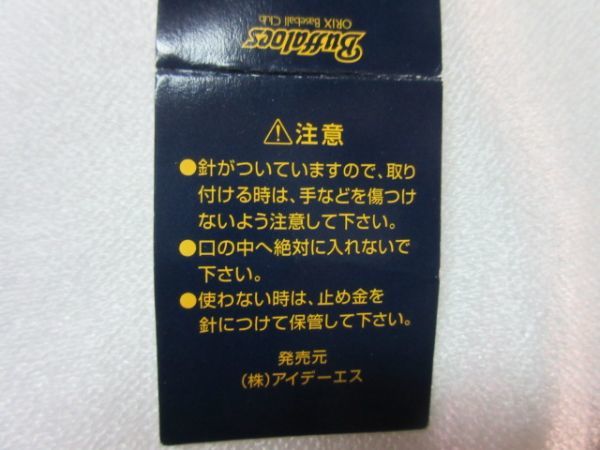 Buffaloes
ORIX Baseball Club
⚠注意
●針がついていますので、取り
付ける時は、手などを傷つけ
ないよう注意して下さい。
●口の中へ絶対に入れないで
下さい。
●使わない時は、止め金を
針につけて保管して下さい。
発売元
(株)アイデーエス